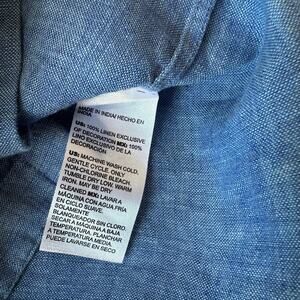 MADE IN INDIA/ HECHO EN
INDIA.
US: 100% LINEN EXCLUSIVE
OF DECORATION MX: 100%
LINO EXCLUSIVO DE LA
DECORACIÓN
US: MACHINE WASH COLD.
GENTLE CYCLE. ONLY
NON-CHLORINE BLEACH.
TUMBLE DRY LOW. WARM
IRON. MAY BE DRY
CLEANED MX: LAVAR A
MÁQUINA CON AGUA FRÍA
EN CICLO SUAVE.
SOLAMENTE
BLANQUEADOR SIN CLORO.
SECAR A MÁQUINA A BAJA
TEMPERATURA. PLANCHAR
A TEMPERATURA MEDIA.
PUEDE LAVARSE EN SECO